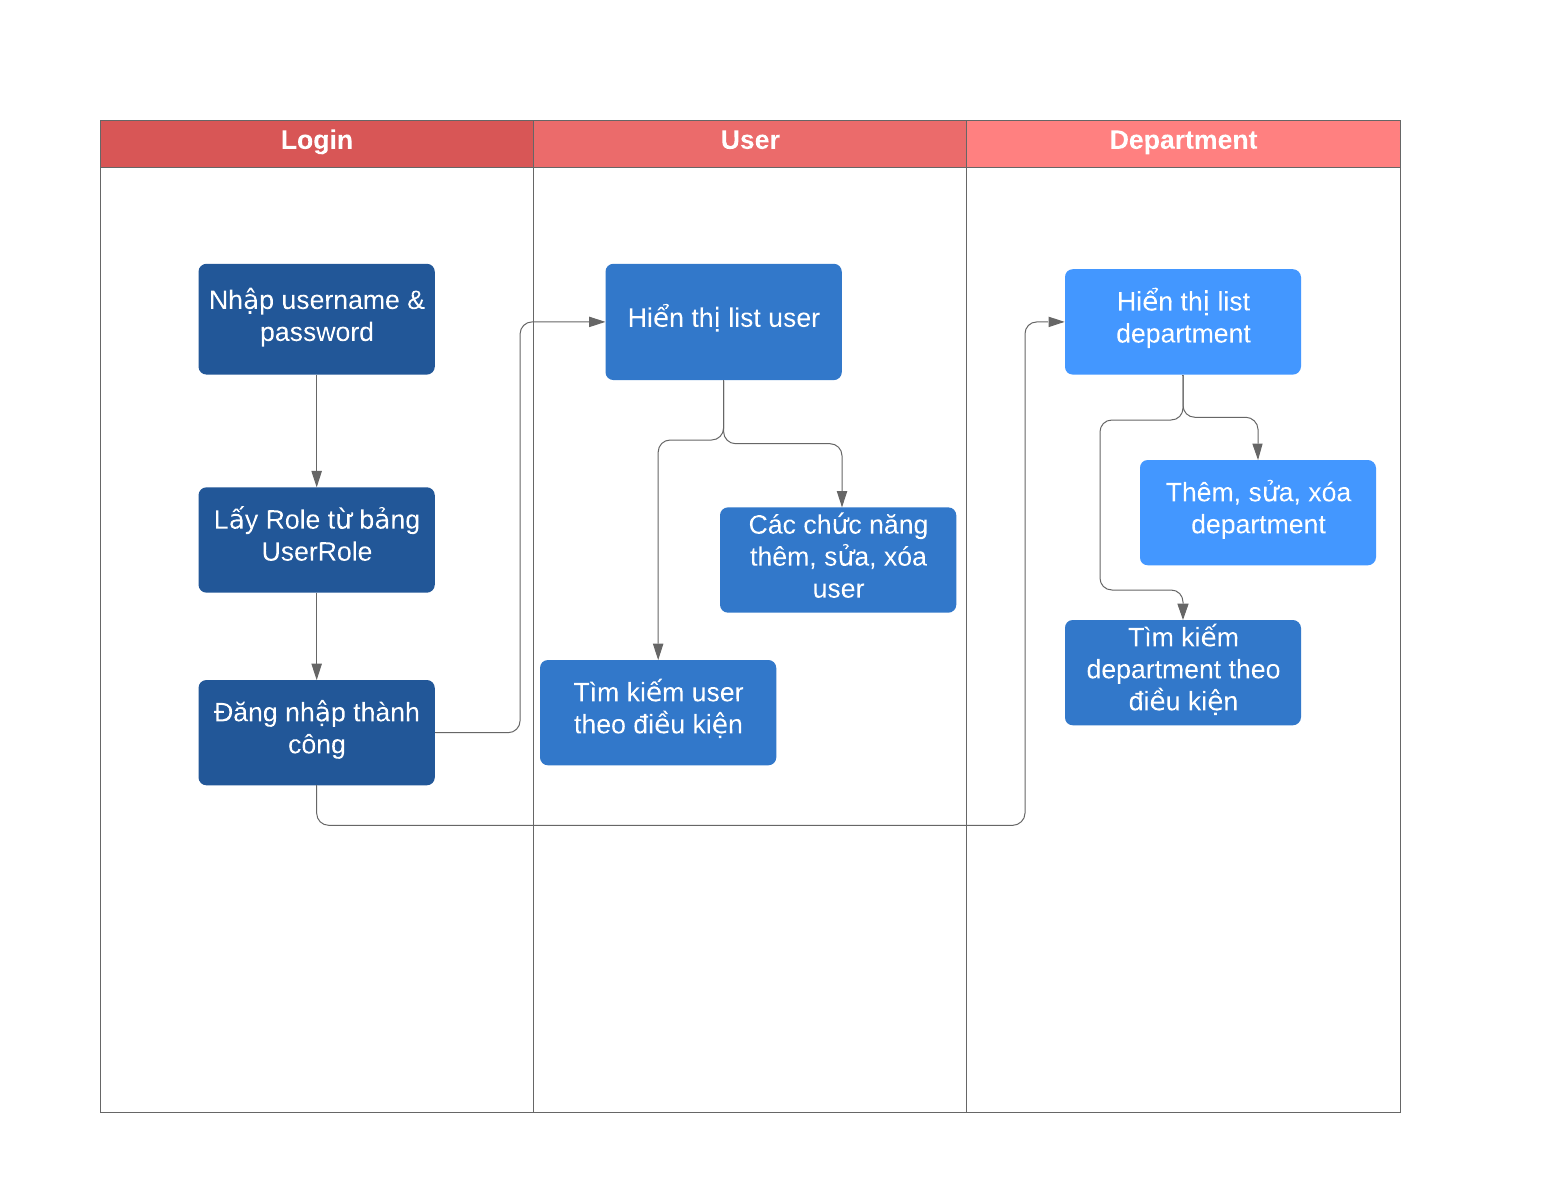 Login
User
Department
Nhập username &
password
Lấy Role từ bảng
UserRole
Đăng nhập thành
công
Hiển thị list user
Các chức năng
thêm, sửa, xóa
user
Tìm kiếm user
theo điều kiện
Hiển thị list
department
Thêm, sửa, xóa
department
Tìm kiếm
department theo
điều kiện